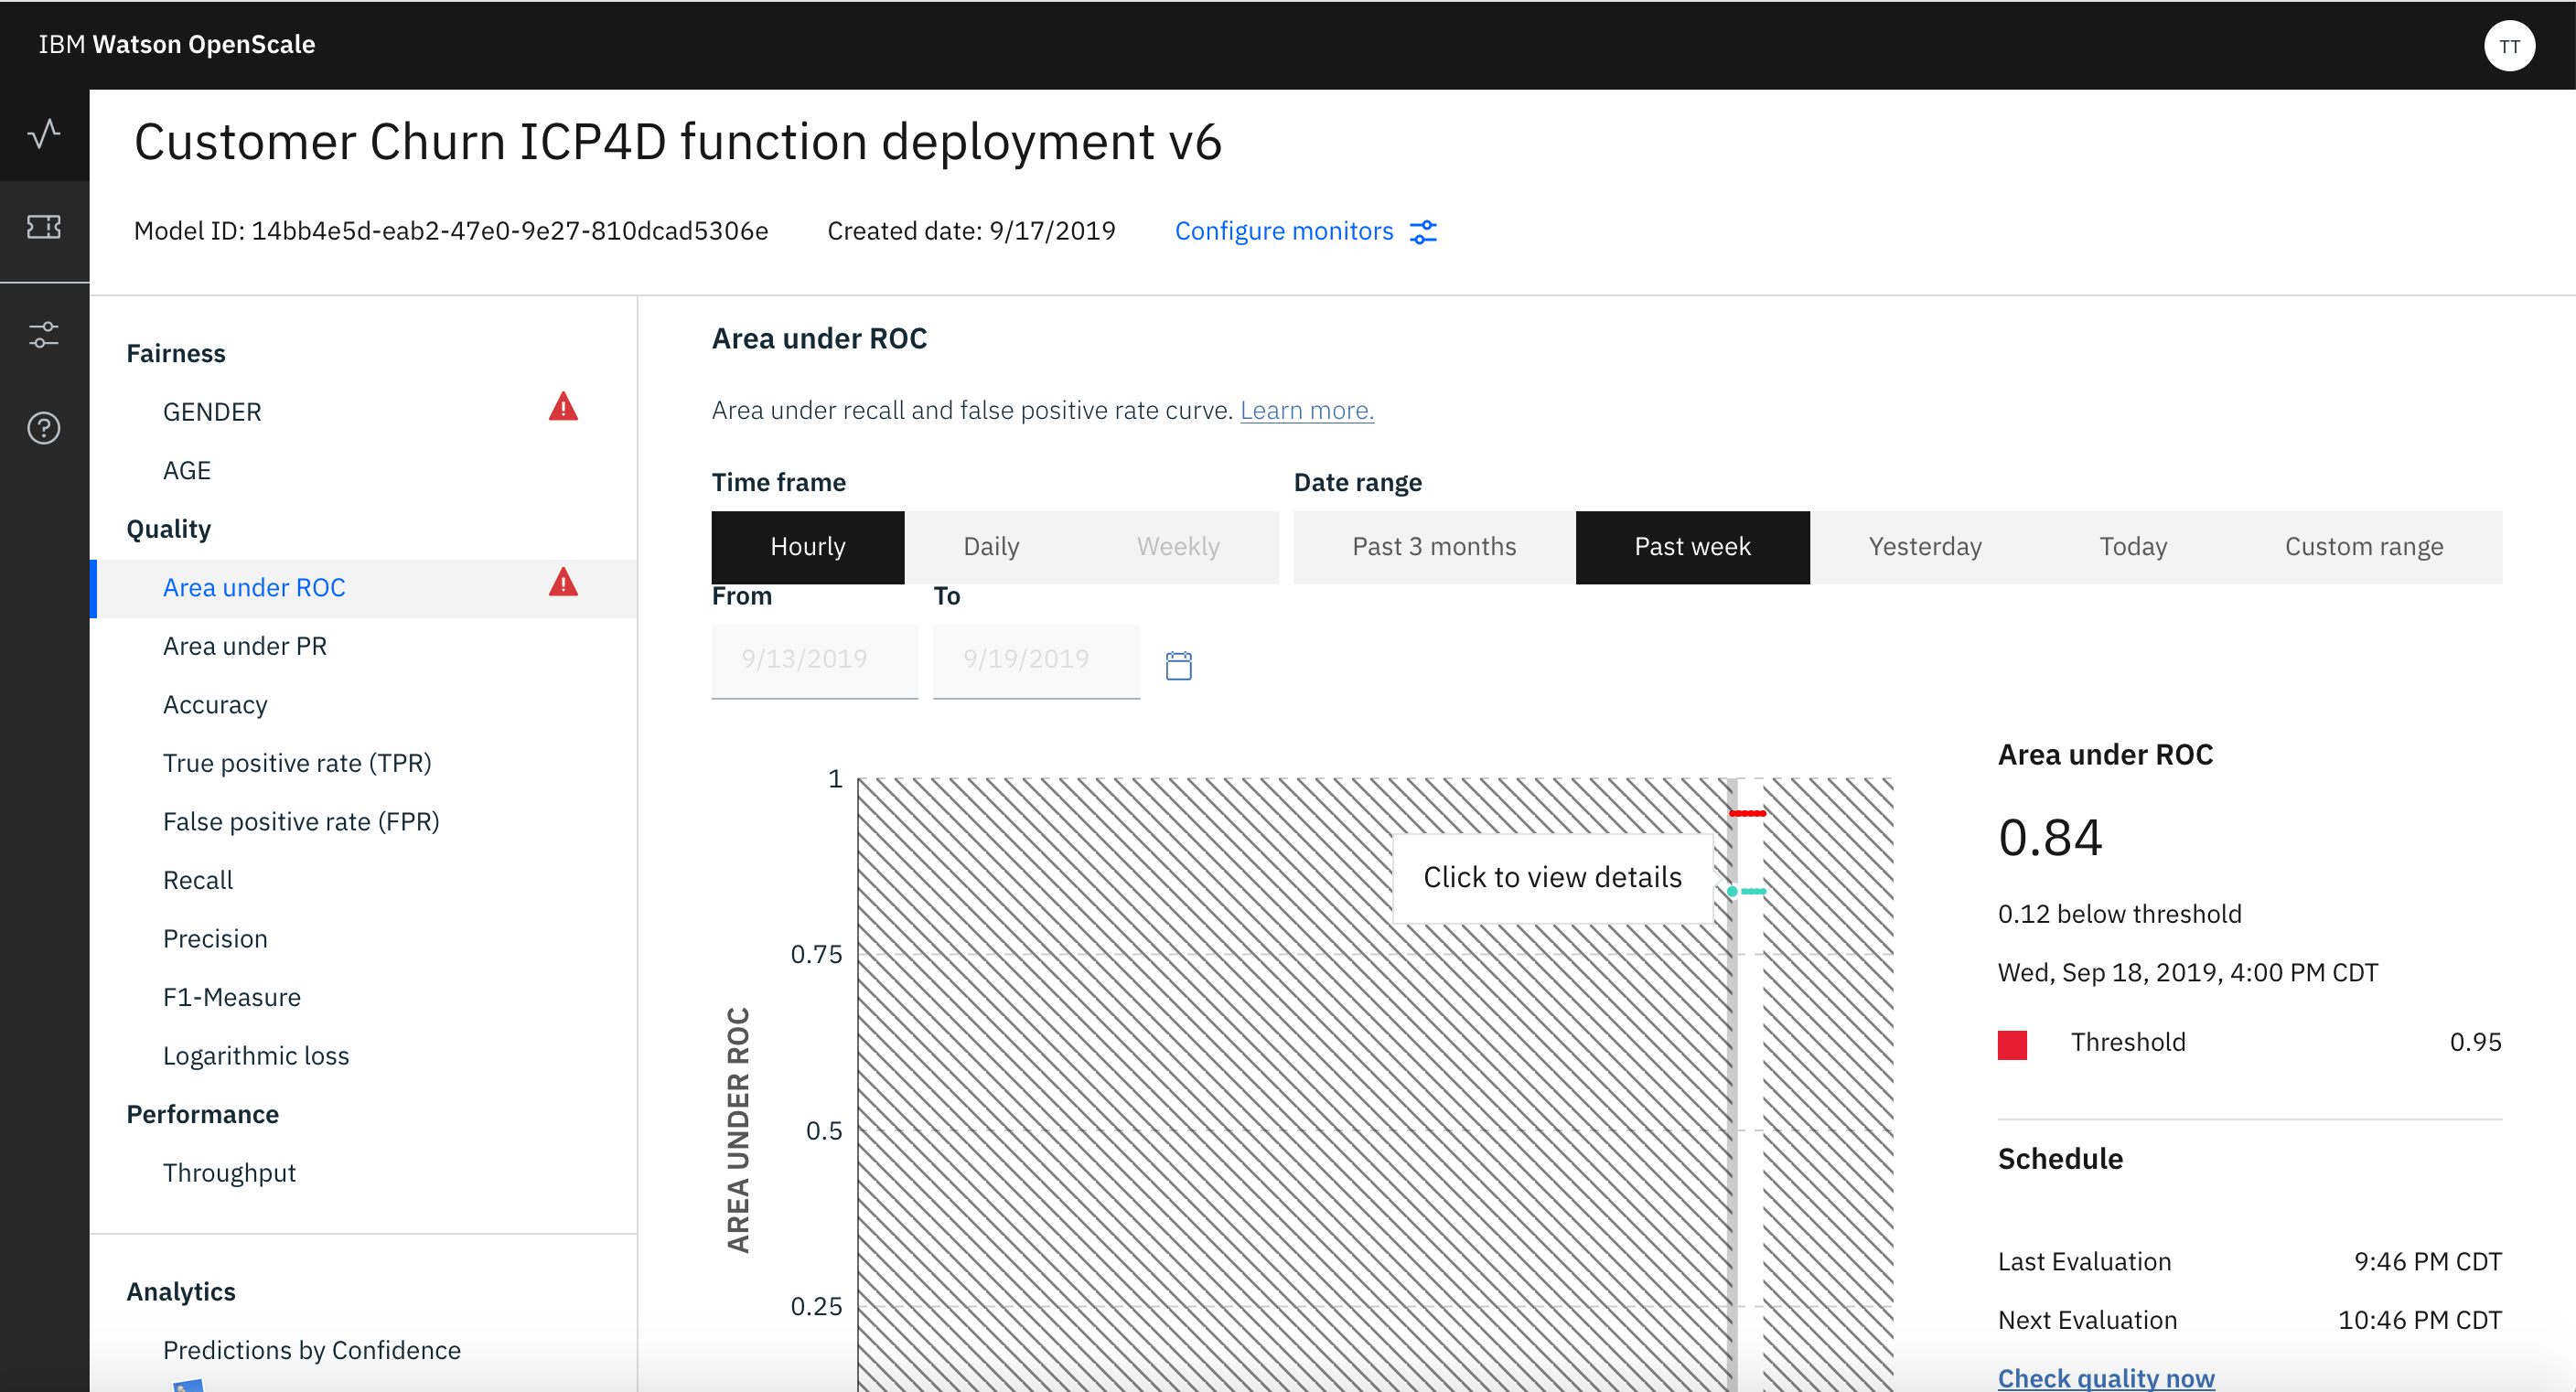 IBM Watson OpenScale
TT
Customer Churn ICP4D function deployment v6
Model ID: 14bb4e5d-eab2-47e0-9e27-810dcad5306e
Created date: 9/17/2019
Configure monitors
Fairness
GENDER
AGE
Quality
Area under ROC
Area under PR
Accuracy
True positive rate (TPR)
False positive rate (FPR)
Recall
Precision
F1-Measure
Logarithmic loss
Performance
Throughput
Analytics
Predictions by Confidence
Area under ROC
Area under recall and false positive rate curve. Learn more.
Time frame
Hourly
Daily
Weekly
Date range
Past 3 months
Past week
Yesterday
Today
Custom range
From
To
9/13/2019
9/19/2019
1
0.75
0.5
0.25
AREA UNDER ROC
Click to view details
Area under ROC
0.84
0.12 below threshold
Wed, Sep 18, 2019, 4:00 PM CDT
Threshold 0.95
Schedule
Last Evaluation 9:46 PM CDT
Next Evaluation 10:46 PM CDT
Check quality now